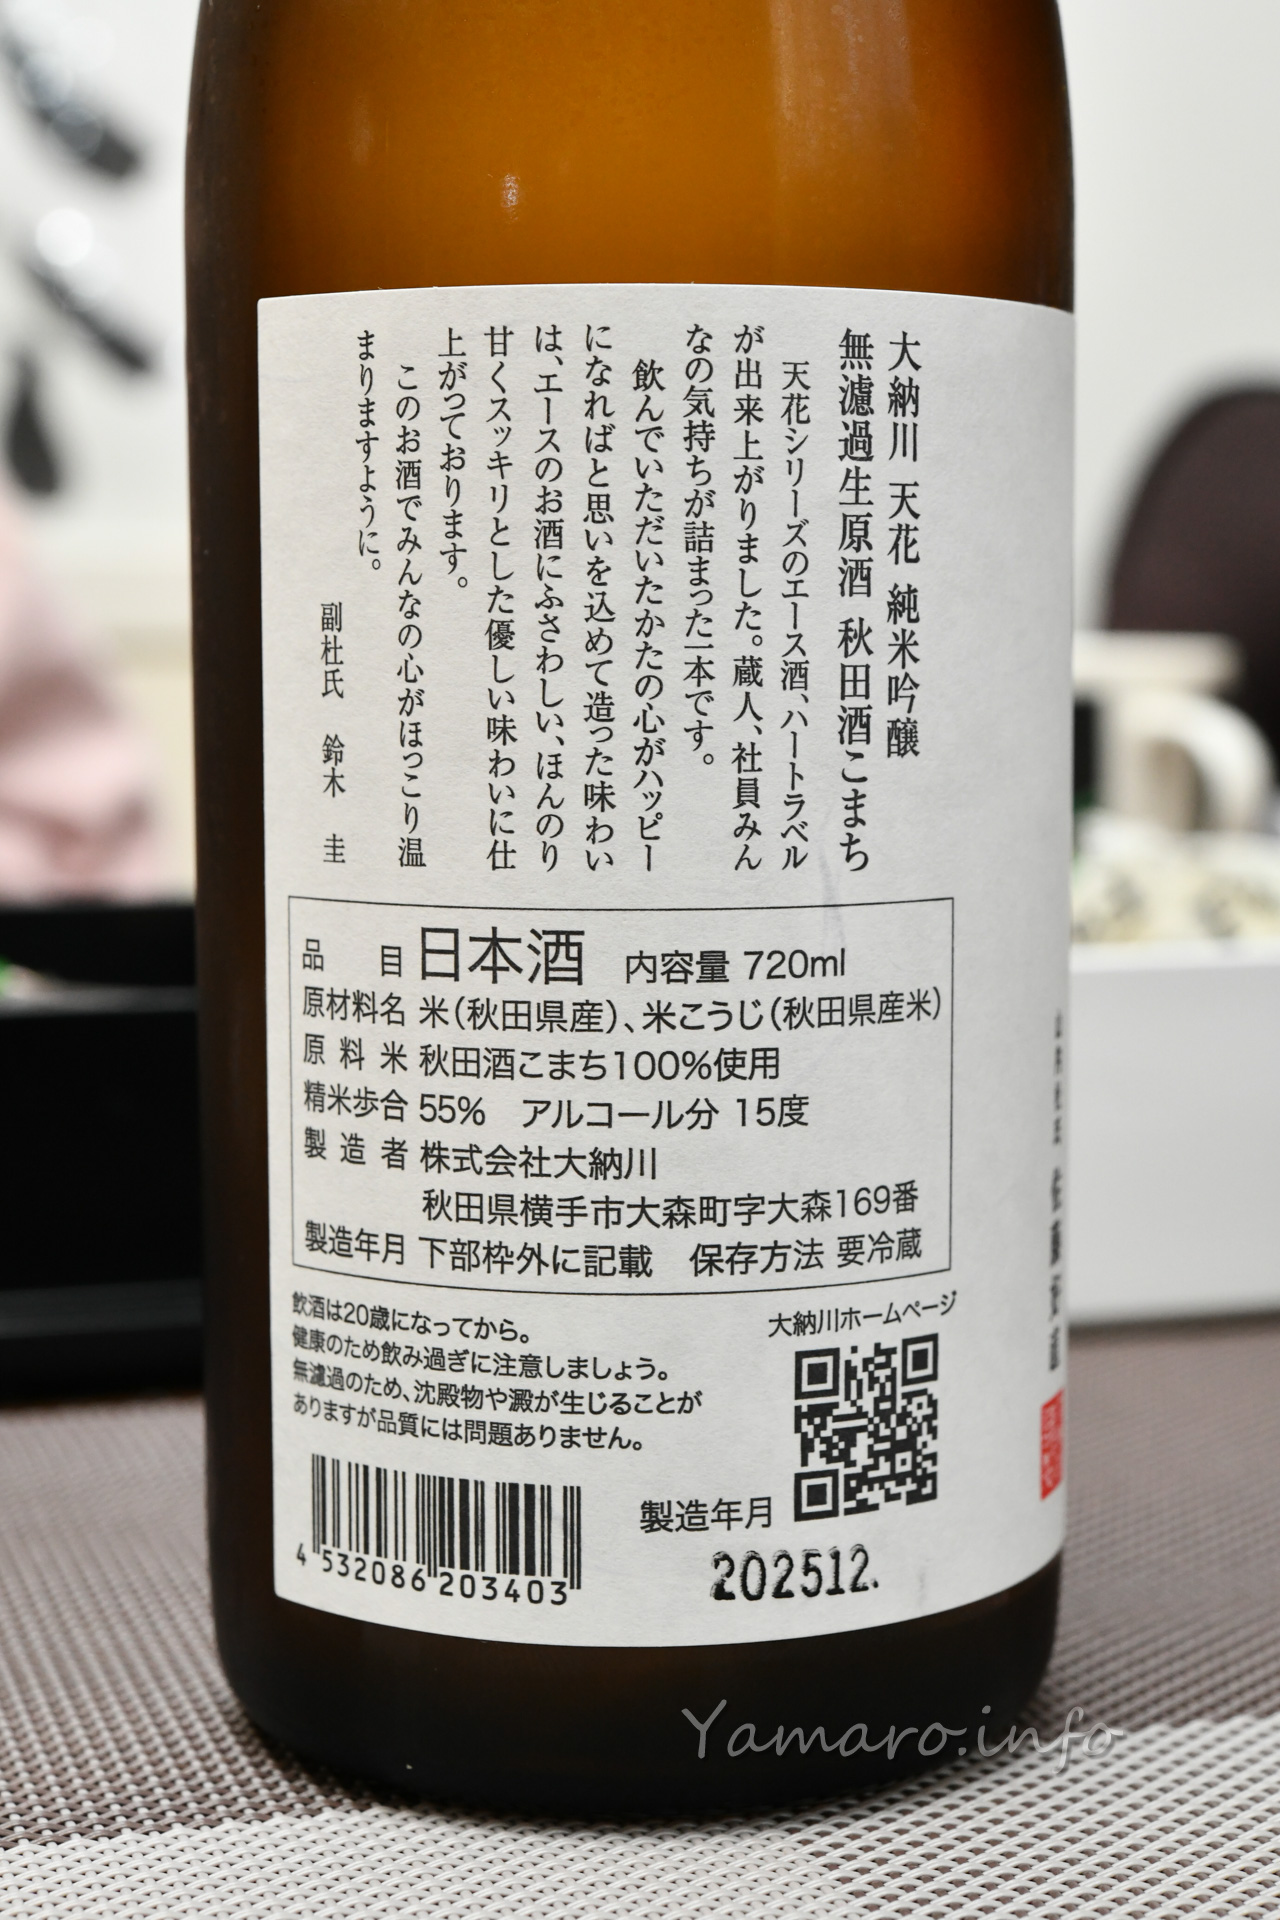 大納川 天花 純米吟醸
無濾過生原酒 秋田酒こまち
天花シリーズのエース酒、ハートラベル
が出来上がりました。蔵人、社員みん
なの気持ちが詰まった一本です。
飲んでいただいたかたの心がハッピー
になればと思いを込めて造った味わい
は、エースのお酒にふさわしい、ほんのり
甘くスッキリとした優しい味わいに仕
上がっております。
このお酒でみんなの心がほっこり温
まりますように。
副杜氏 鈴木 圭
品目 日本酒 内容量 720ml
原材料名 米(秋田県産)、米こうじ(秋田県産米)
原料米 秋田酒こまち100%使用
精米歩合 55% アルコール分 15度
製造者 株式会社大納川
秋田県横手市大森町字大森169番
製造年月 下部枠外に記載 保存方法 要冷蔵
飲酒は20歳になってから。
健康のため飲み過ぎに注意しましょう。
無濾過のため、沈殿物や澱が生じることが
ありますが品質には問題ありません。
大納川ホームページ
4 532086 203403
製造年月
202512.
Yamaro.info